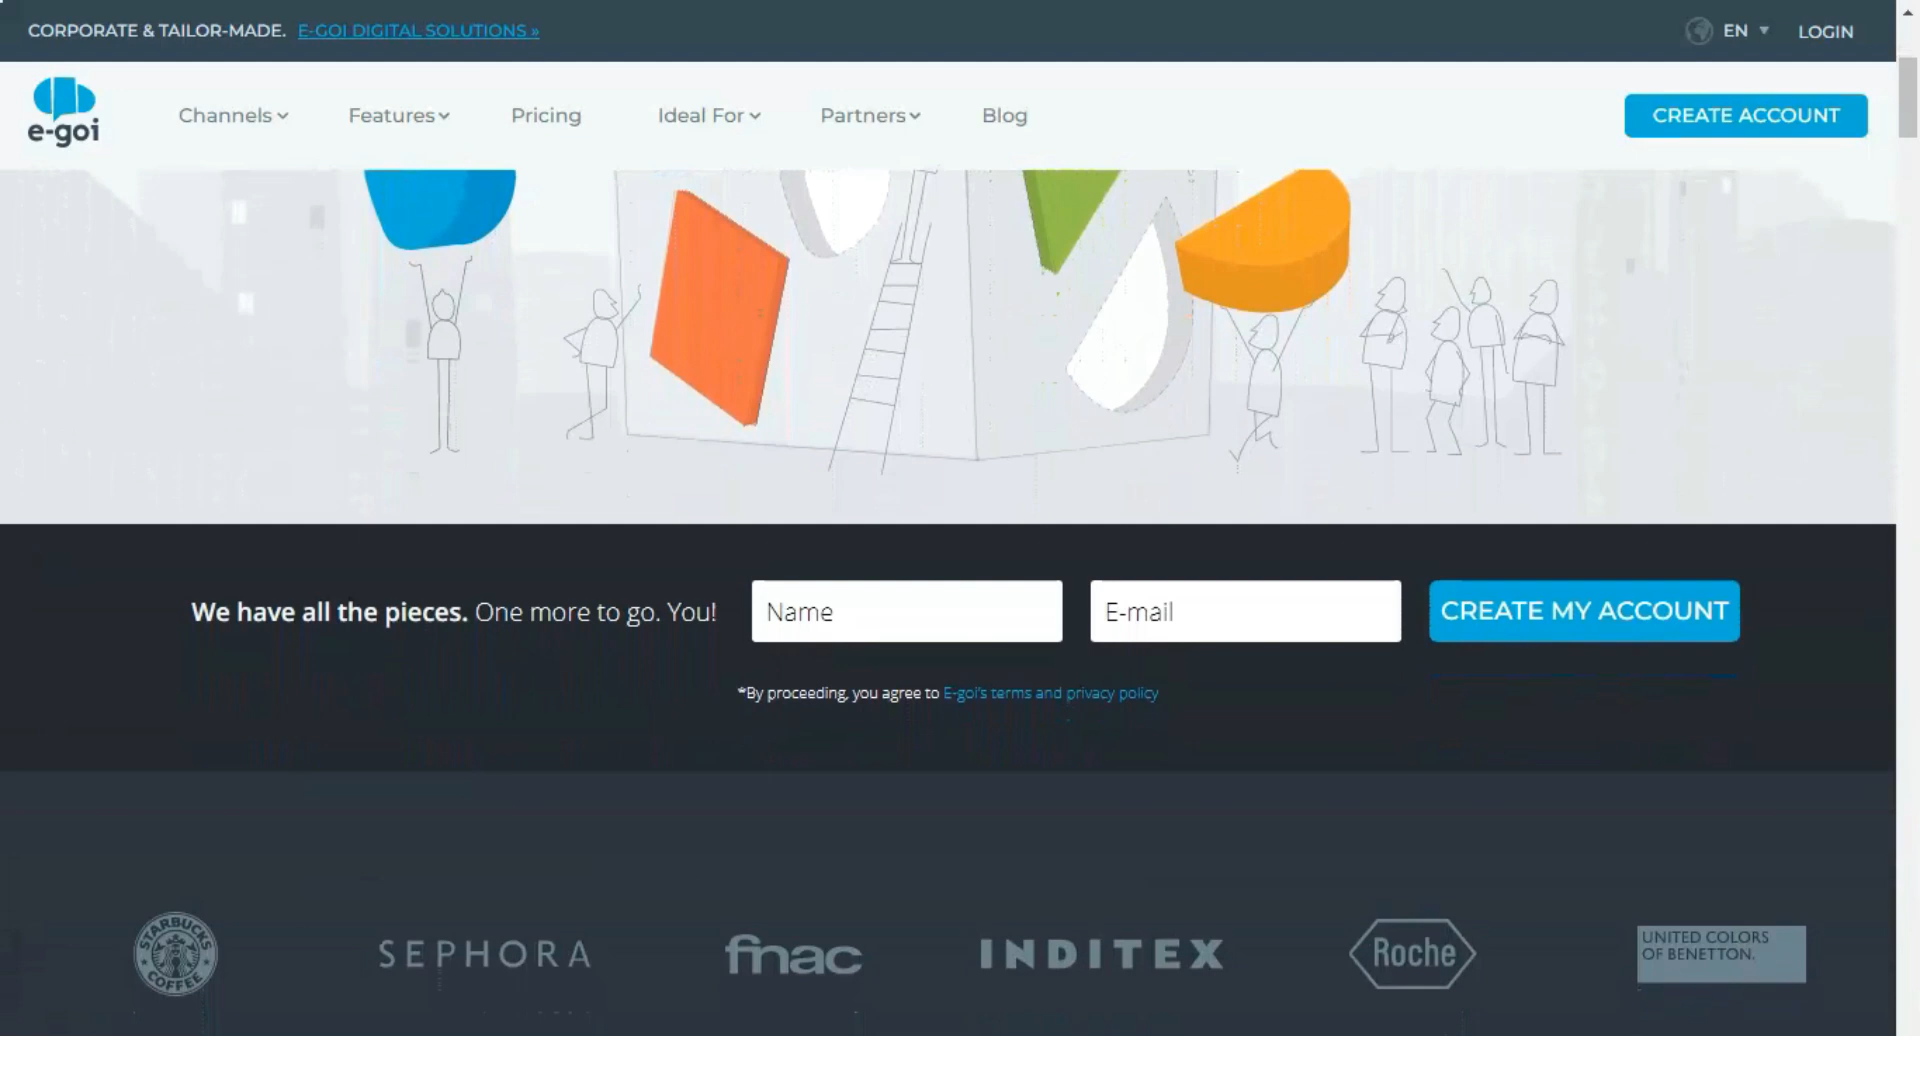 CORPORATE & TAILOR-MADE. E-GOI DIGITAL SOLUTIONS »
EN
LOGIN
e-goi
Channels
Features
Pricing
Ideal For
Partners
Blog
CREATE ACCOUNT
We have all the pieces. One more to go. You!
Name
E-mail
CREATE MY ACCOUNT
*By proceeding, you agree to E-goi's terms and privacy policy
STARBUCKS COFFEE
SEPHORA
fnac
INDITEX
Roche
UNITED COLORS
OF BENETTON.